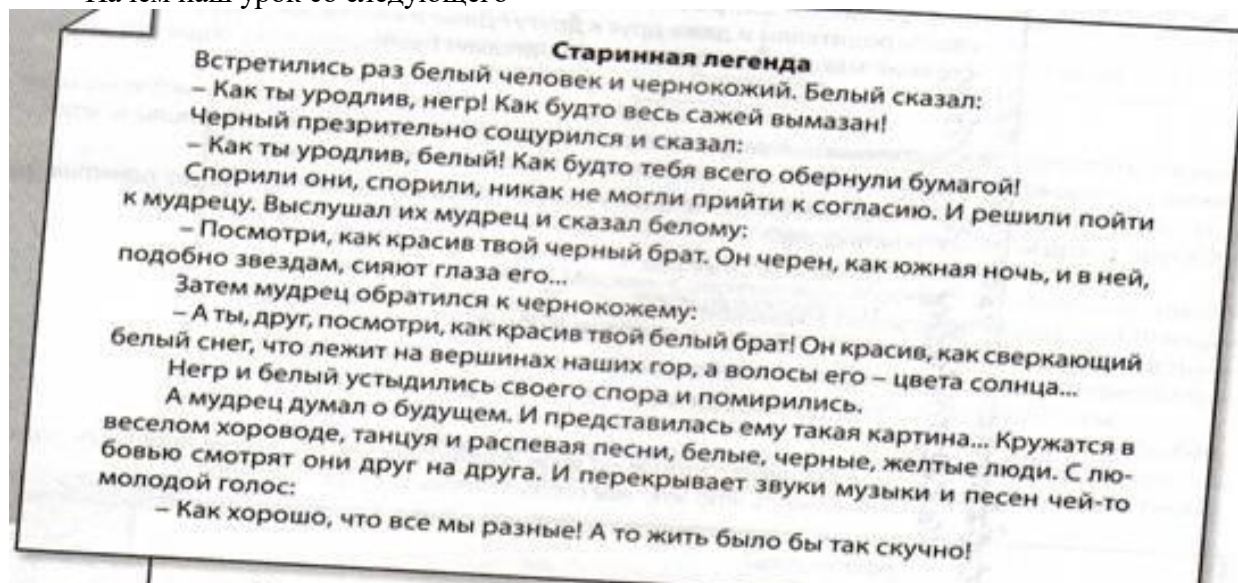 Начем наш урок со следующего
Старинная легенда
Встретились раз белый человек и чернокожий. Белый сказал:
– Как ты уродлив, негр! Как будто весь сажей вымазан!
Черный презрительно сощурился и сказал:
– Как ты уродлив, белый! Как будто тебя всего обернули бумагой!
Спорили они, спорили, никак не могли прийти к согласию. И решили пойти
к мудрецу. Выслушал их мудрец и сказал белому:
– Посмотри, как красив твой черный брат. Он черен, как южная ночь, и в ней,
подобно звездам, сияют глаза его...
Затем мудрец обратился к чернокожему:
– А ты, друг, посмотри, как красив твой белый брат! Он красив, как сверкающий
белый снег, что лежит на вершинах наших гор, а волосы его – цвета солнца...
Негр и белый устыдились своего спора и помирились.
А мудрец думал о будущем. И представилась ему такая картина... Кружатся в
веселом хороводе, танцуя и распевая песни, белые, черные, желтые люди. С лю-
бовью смотрят они друг на друга. И перекрывает звуки музыки и песен чей-то
молодой голос:
– Как хорошо, что все мы разные! А то жить было бы так скучно!